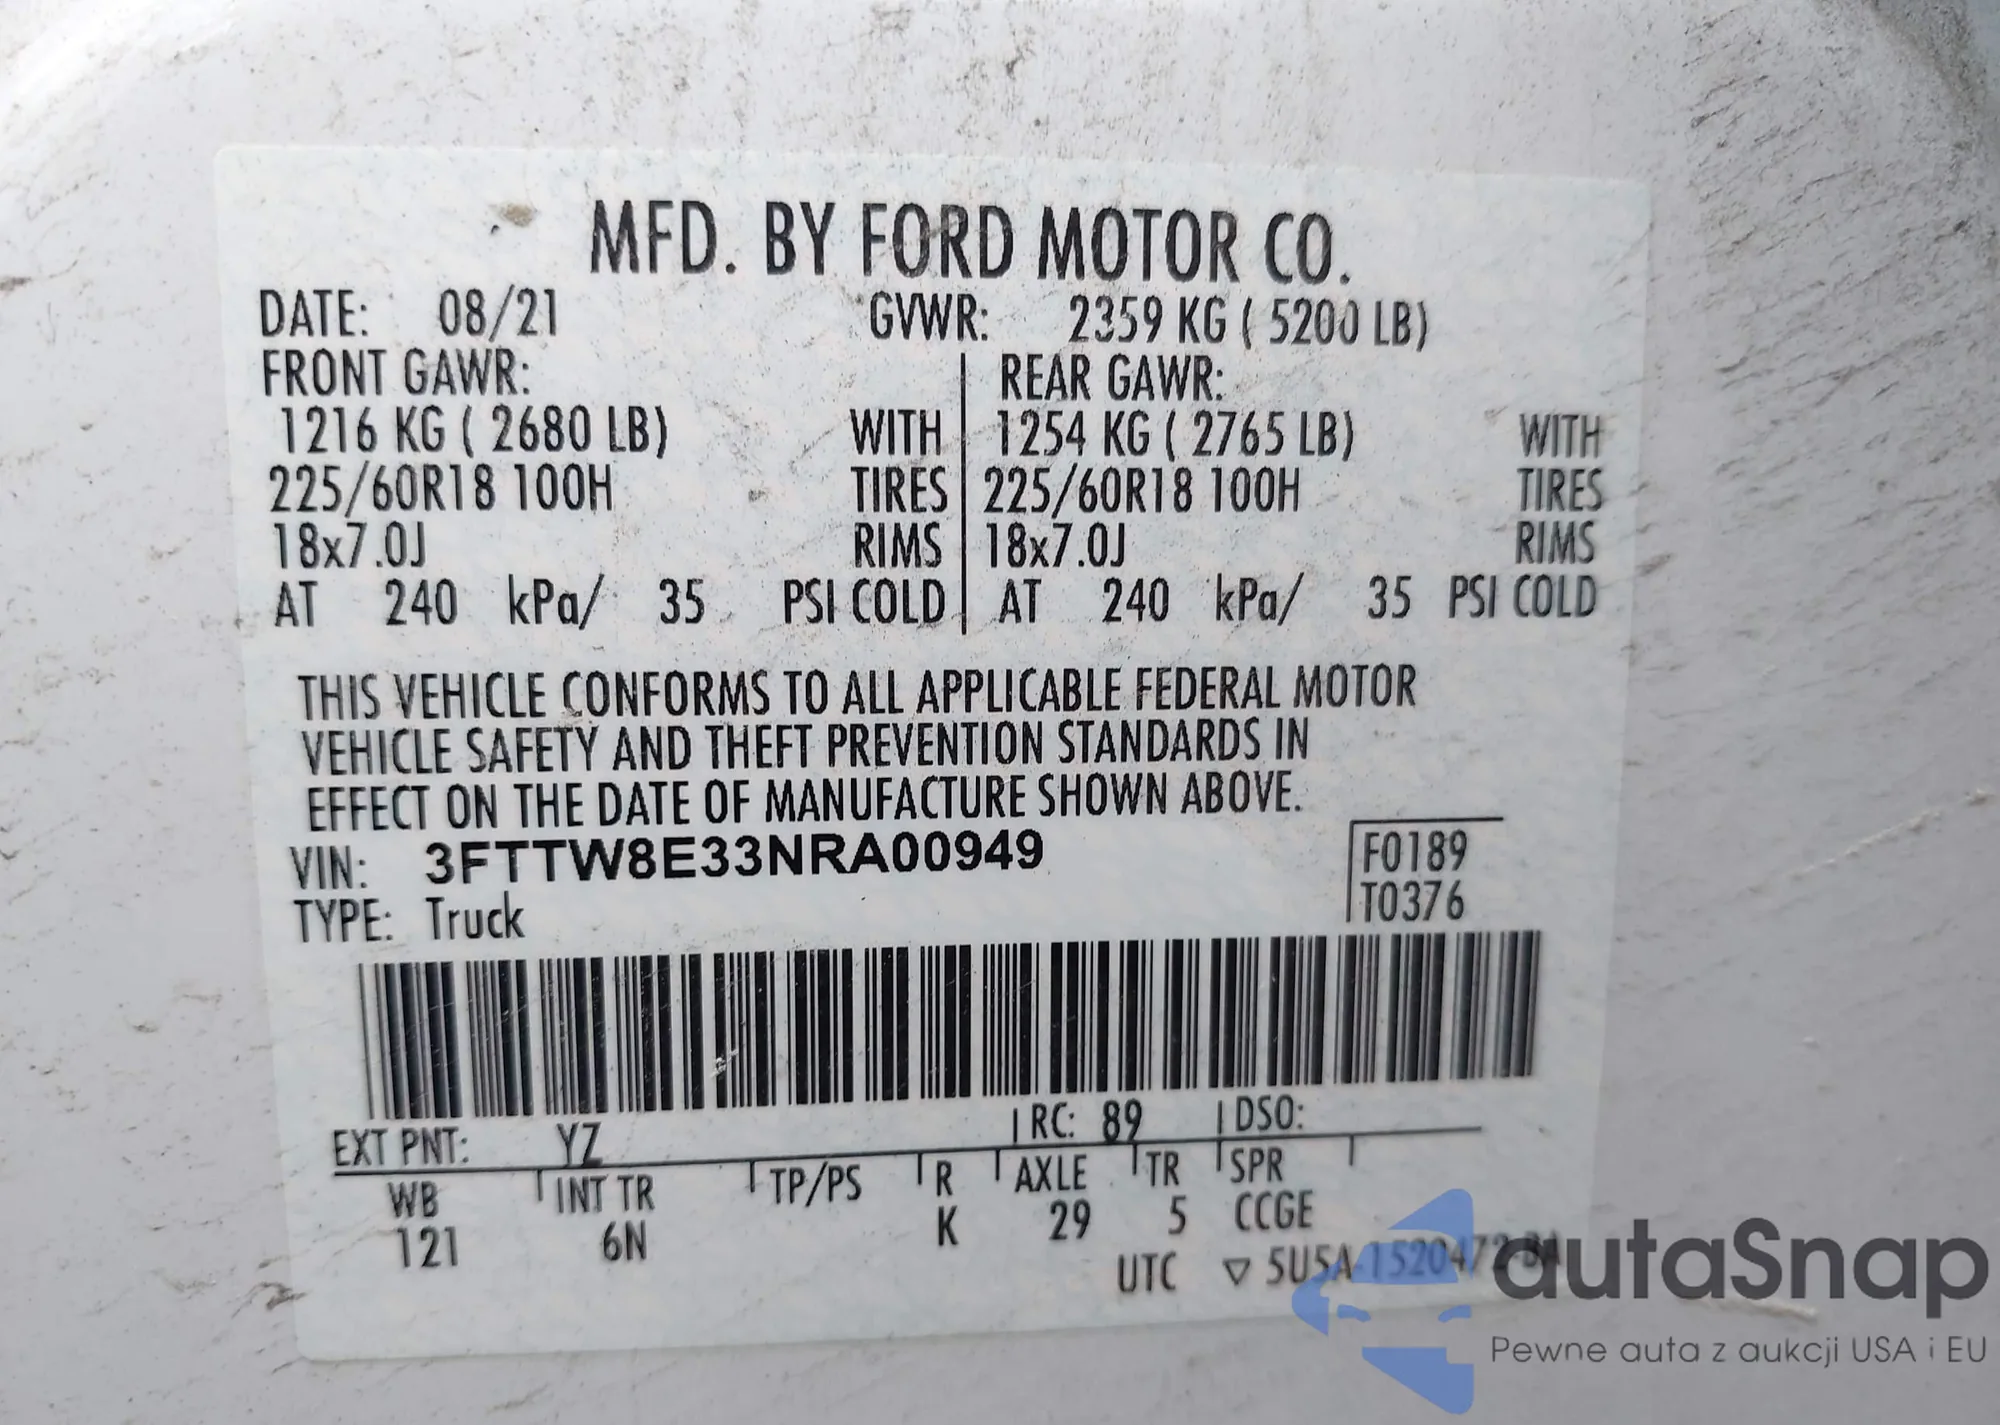 MFD. BY FORD MOTOR CO.
DATE: 08/21 GVWR: 2359 KG ( 5200 LB)
FRONT GAWR: REAR GAWR:
1216 KG ( 2680 LB) WITH 1254 KG ( 2765 LB) WITH
225/60R18 100H TIRES 225/60R18 100H TIRES
18x7.0J RIMS 18x7.0J RIMS
AT 240 kPa/ 35 PSI COLD AT 240 kPa/ 35 PSI COLD
THIS VEHICLE CONFORMS TO ALL APPLICABLE FEDERAL MOTOR
VEHICLE SAFETY AND THEFT PREVENTION STANDARDS IN
EFFECT ON THE DATE OF MANUFACTURE SHOWN ABOVE.
VIN: 3FTTW8E33NRA00949 F0189
TYPE: Truck T0376
EXT PNT: YZ RC: 89 DSO:
WB INT TR TP/PS R AXLE TR SPR
121 6N K 29 5 CCGE
UTC ▽ 5U5A-1520472-BA
autaSnap
Pewne auta z aukcji USA i EU